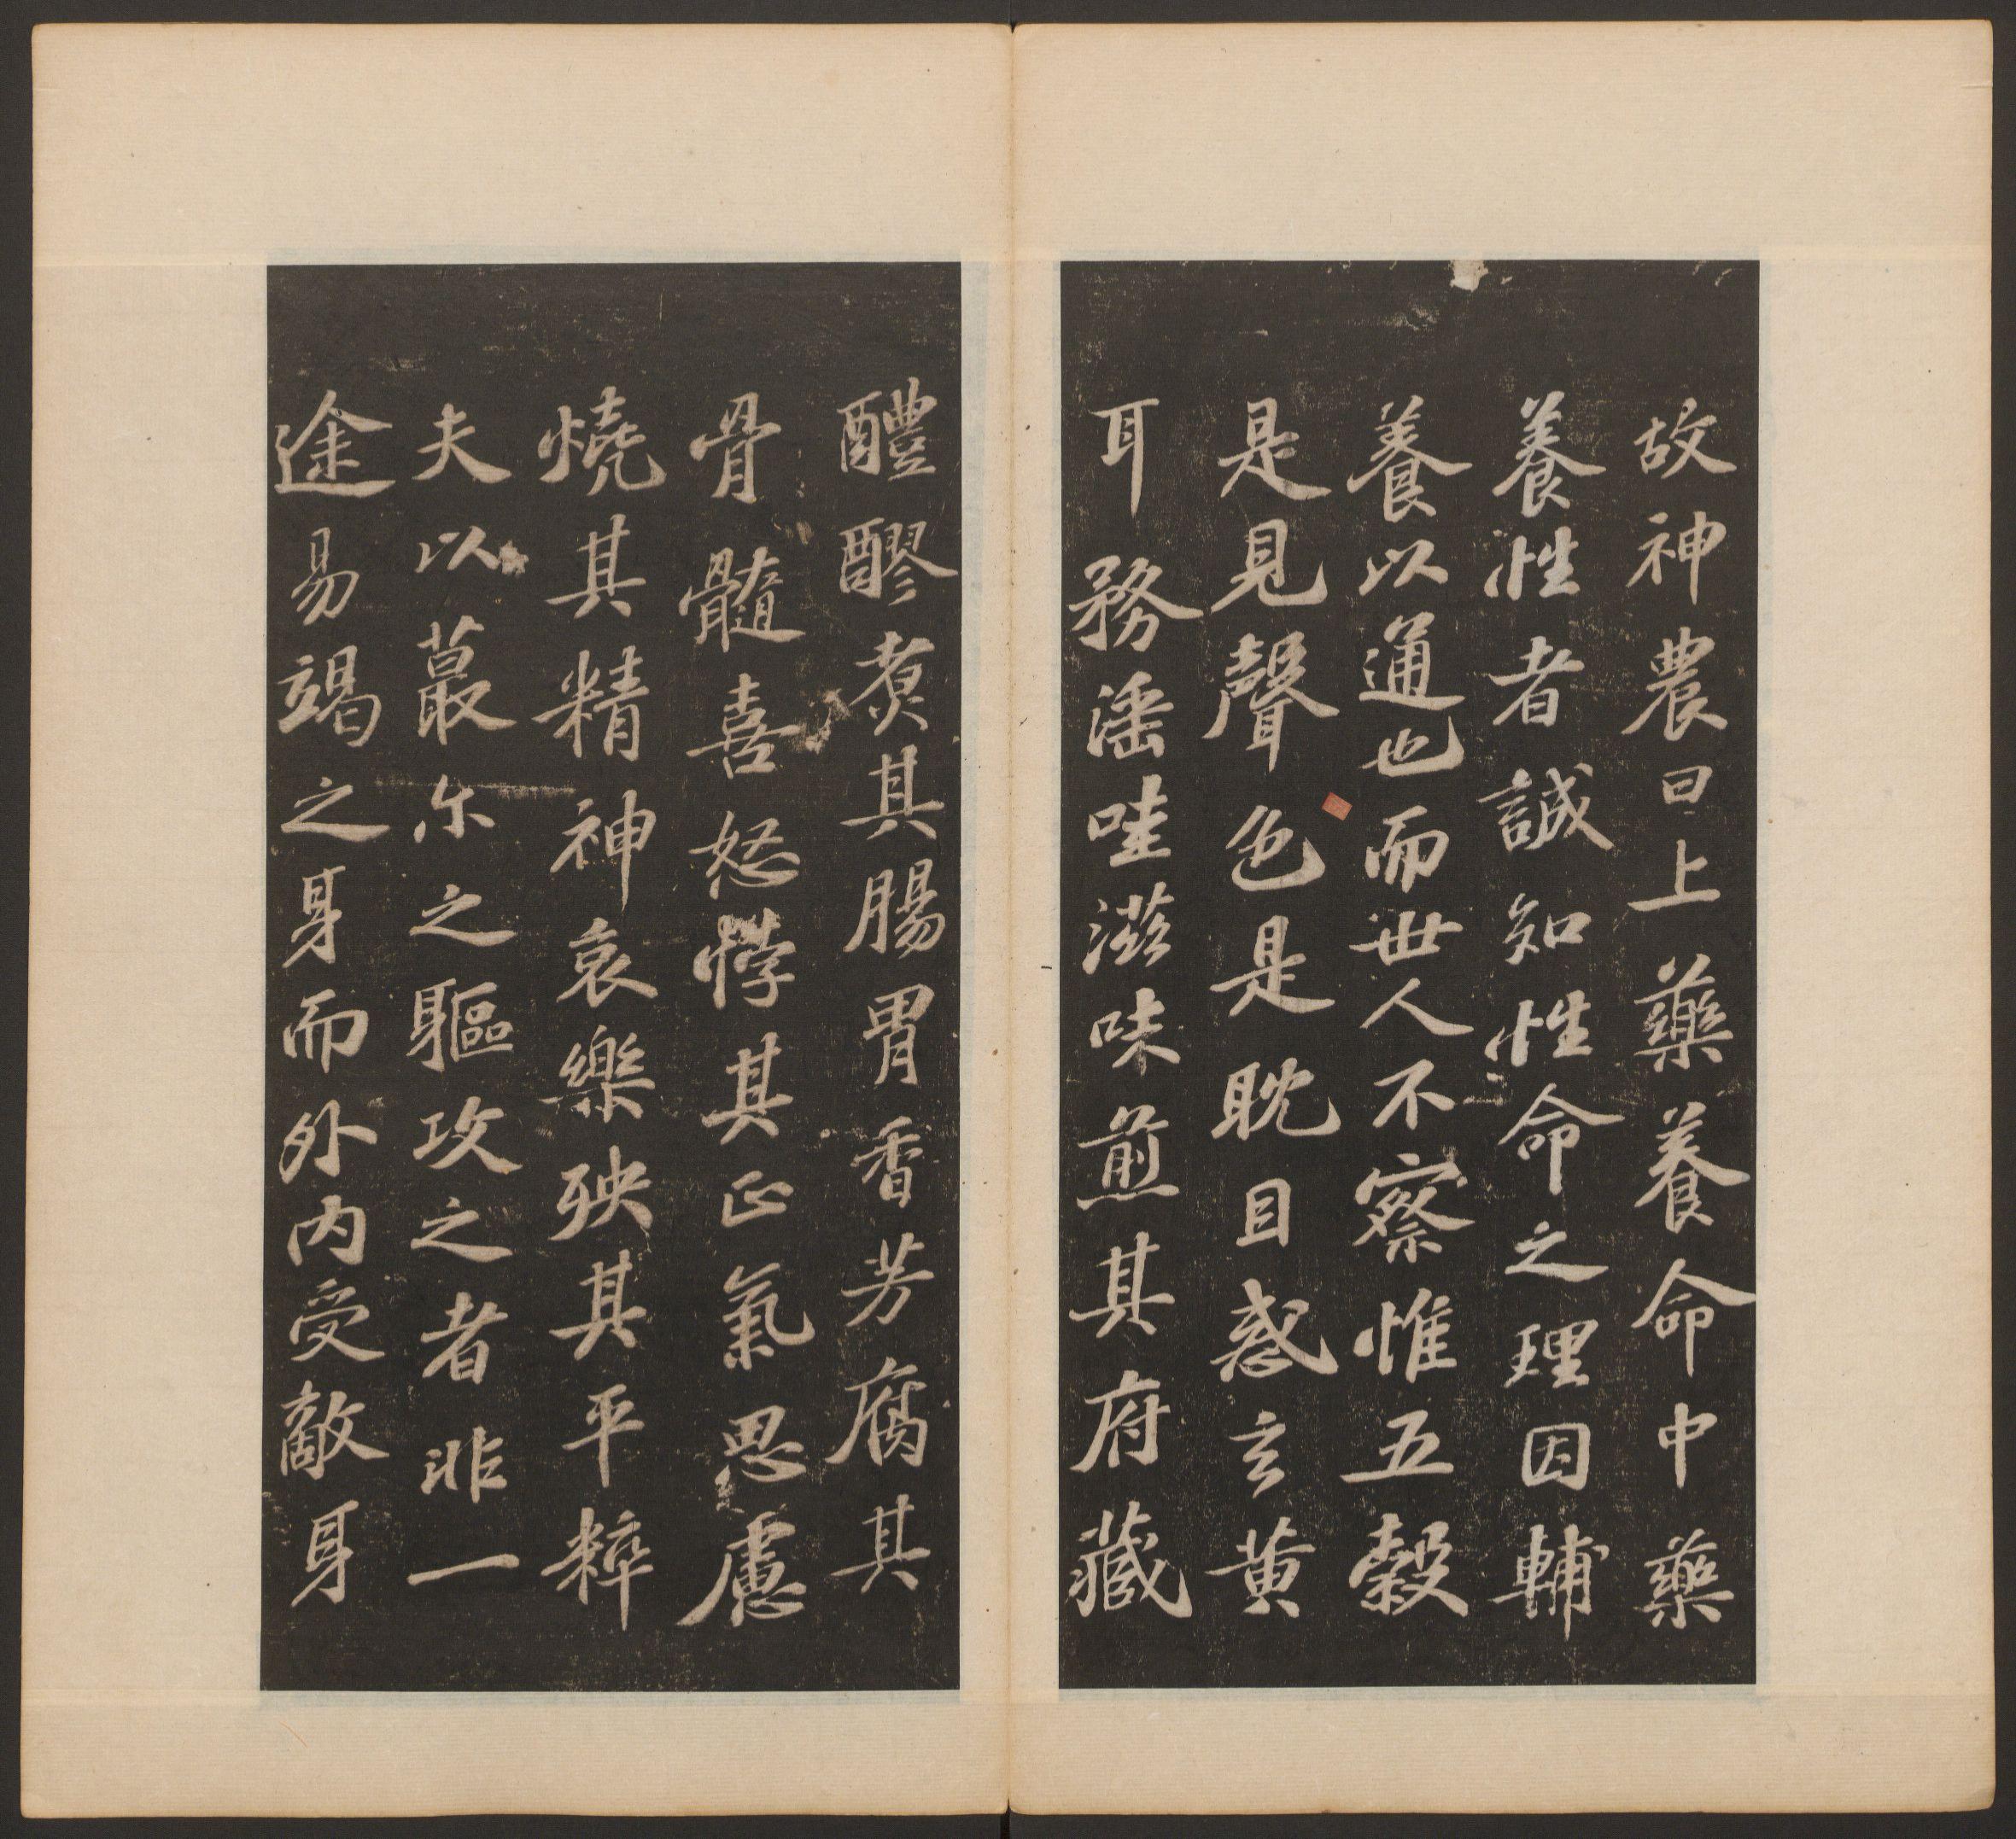 故神農曰上藥養命中藥
養性者誠知性命之理因輔
養以通也而世人不察惟五穀
是見聲色是耽目惑玄黄
耳務淫哇滋味煎其府藏
醴醪煑其腸胃香芳腐其
骨髓喜怒悖其正氣思慮
燒其精神哀樂殃其平粹
夫以蕞尒之軀攻之者非一
途易竭之身而外内受敵身